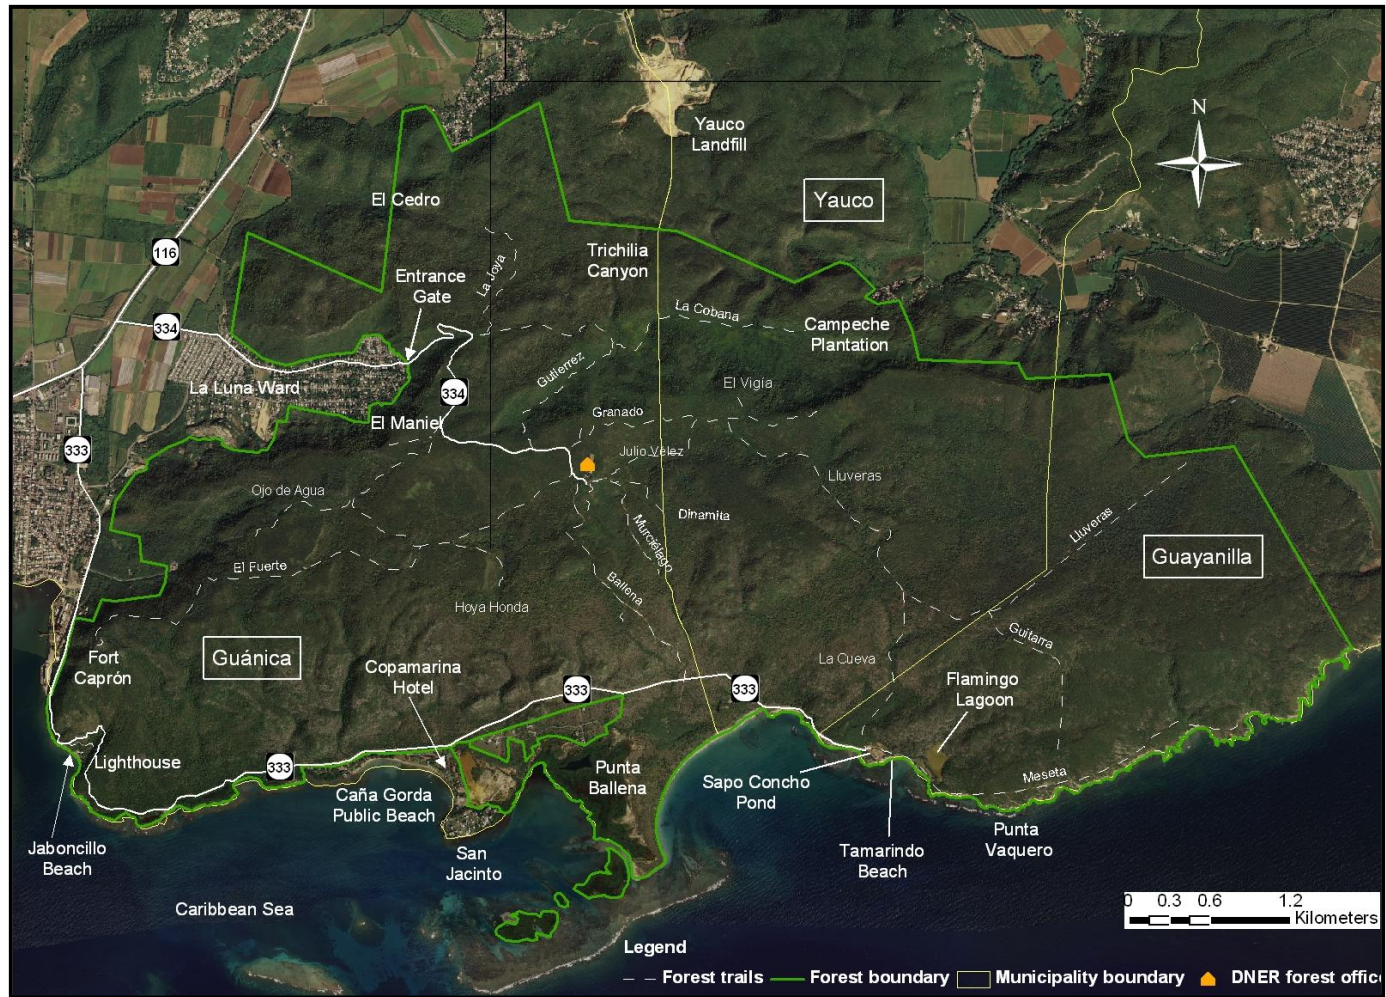 N
Yauco
Landfill
El Cedro
Yauco
116
Trichilia
Canyon
La Joya
Entrance
Gate
La Cobana
334
Campeche
Plantation
Gutierrez
El Vigía
La Luna Ward
334
Granado
El Maniel
333
Julio Vélez
Lluveras
Ojo de Agua
Dinamita
Lluveras
Murciélago
Guayanilla
El Fuerte
Ballena
Hoya Honda
Guitarra
Fort
Caprón
Guánica
Copamarina
Hotel
La Cueva
Flamingo
Lagoon
333
333
Lighthouse
333
Punta
Ballena
Meseta
Sapo Concho
Pond
Caña Gorda
Public Beach
Punta
Vaquero
Jaboncillo
Beach
San
Jacinto
Tamarindo
Beach
Caribbean Sea
0 0.3 0.6 1.2
Kilometers
Legend
Forest trails Forest boundary Municipality boundary DNER forest offic